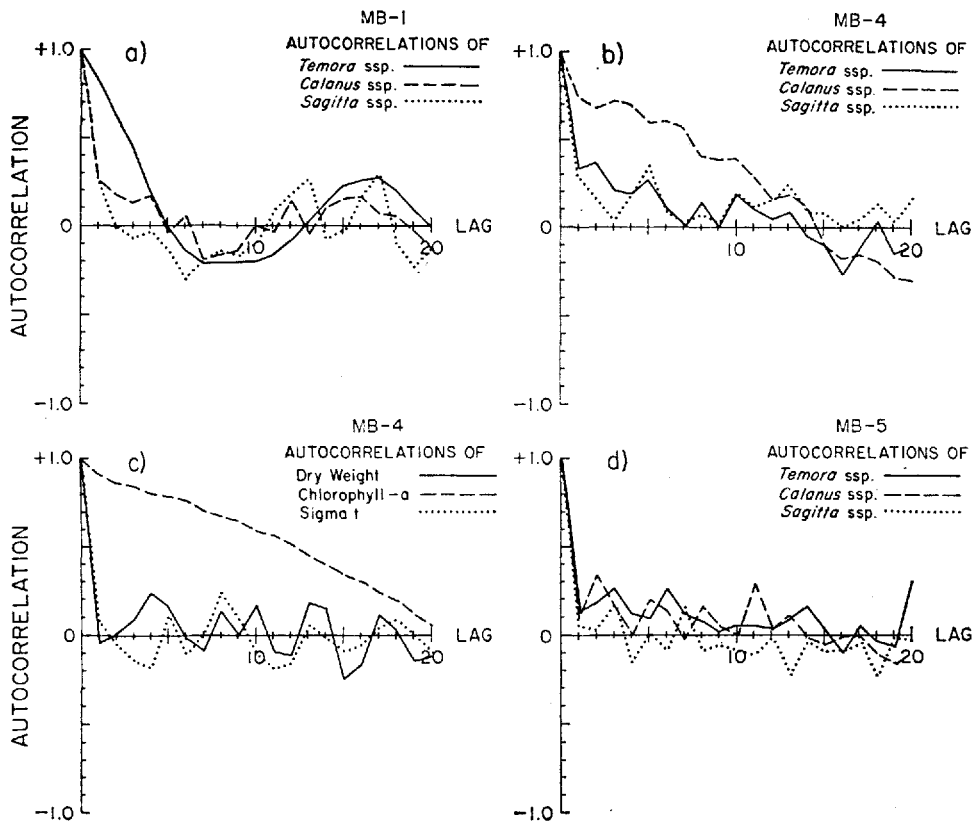 MB-1
a)
AUTOCORRELATIONS OF
Temora ssp.
Calanus ssp.
Sagitta ssp.
+1.0
0
−1.0
10
20
LAG
AUTOCORRELATION
MB-4
b)
AUTOCORRELATIONS OF
Temora ssp.
Calanus ssp.
Sagitta ssp.
+1.0
0
−1.0
10
20
LAG
MB-4
c)
AUTOCORRELATIONS OF
Dry Weight
Chlorophyll-a
Sigma t
+1.0
0
−1.0
10
20
LAG
AUTOCORRELATION
MB-5
d)
AUTOCORRELATIONS OF
Temora ssp.
Calanus ssp.
Sagitta ssp.
+1.0
0
−1.0
10
20
LAG